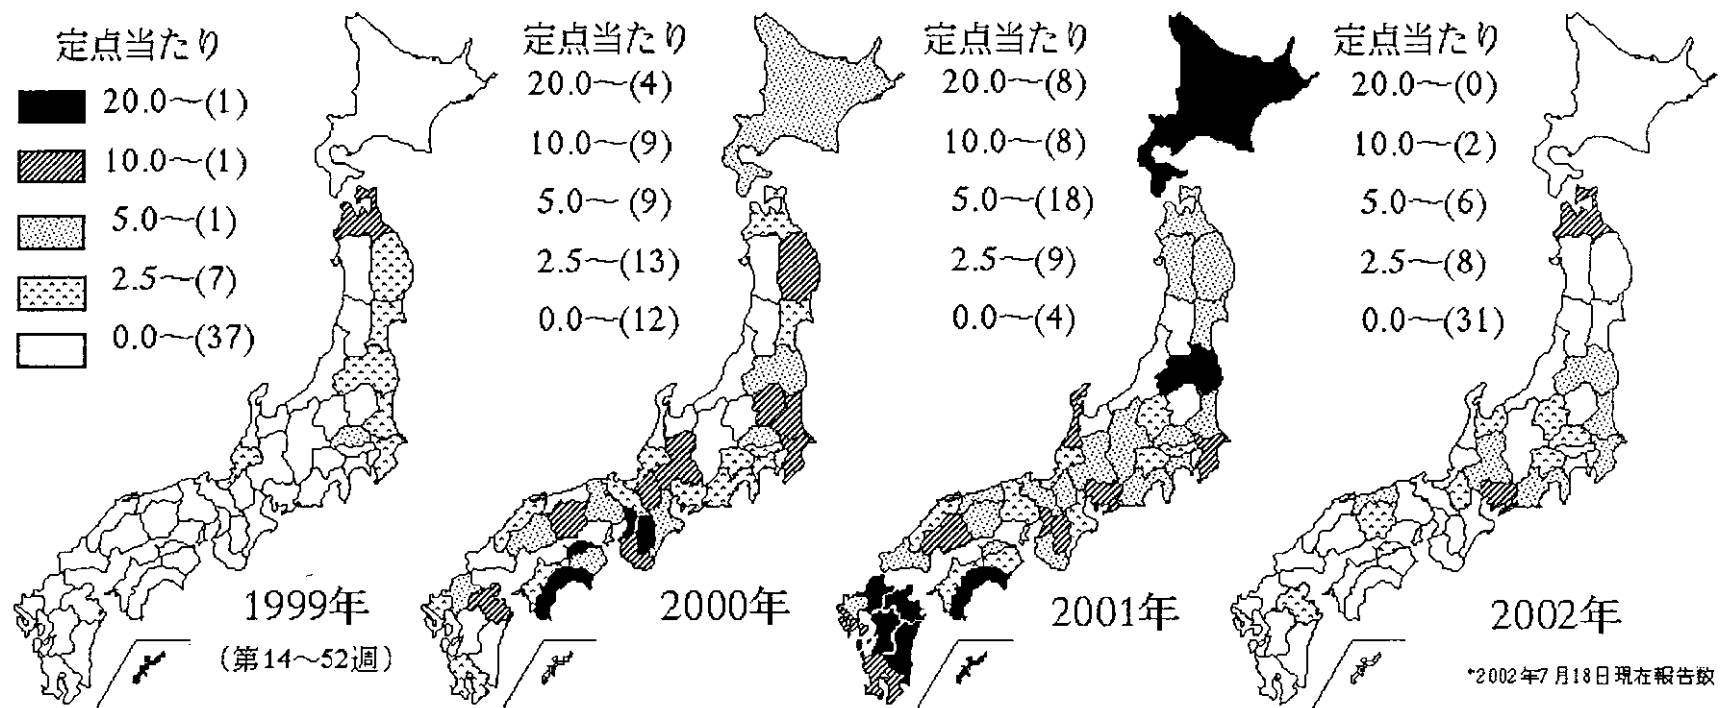 定点当たり
20.0～(1)
10.0～(1)
5.0～(1)
2.5～(7)
0.0～(37)
1999年
(第14～52週)
定点当たり
20.0～(4)
10.0～(9)
5.0～(9)
2.5～(13)
0.0～(12)
2000年
定点当たり
20.0～(8)
10.0～(8)
5.0～(18)
2.5～(9)
0.0～(4)
2001年
定点当たり
20.0～(0)
10.0～(2)
5.0～(6)
2.5～(8)
0.0～(31)
2002年
*2002年7月18日現在報告数